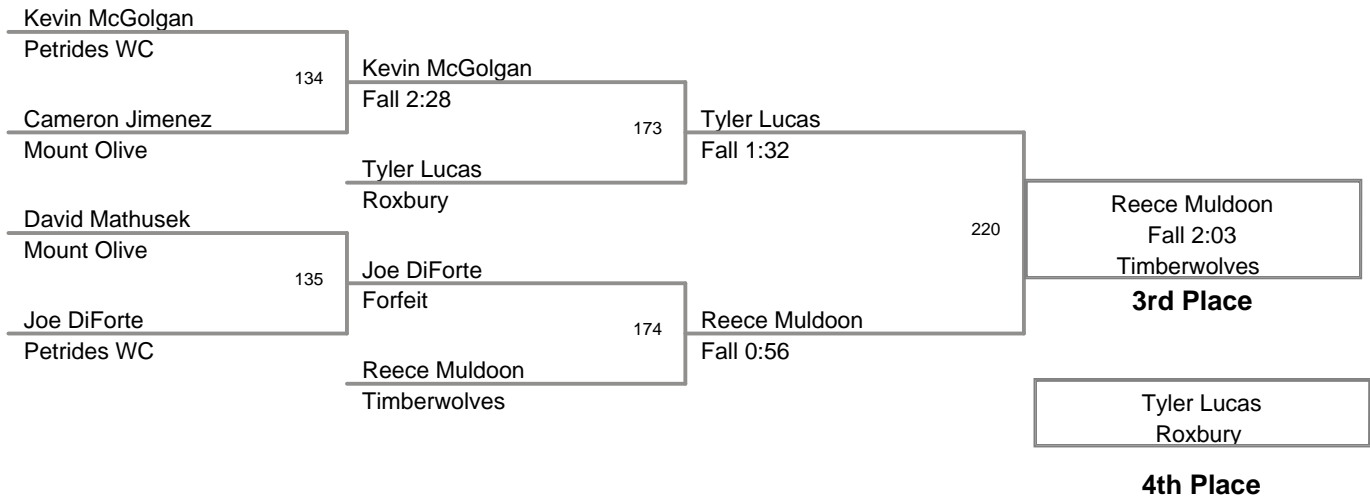 Kevin McGolgan
Petrides WC
134
Cameron Jimenez
Mount Olive
David Mathusek
Mount Olive
135
Joe DiForte
Petrides WC
Kevin McGolgan
Fall 2:28
173
Tyler Lucas
Roxbury
Joe DiForte
Forfeit
174
Reece Muldoon
Timberwolves
Tyler Lucas
Fall 1:32
220
Reece Muldoon
Fall 0:56
Reece Muldoon
Fall 2:03
Timberwolves
3rd Place
Tyler Lucas
Roxbury
4th Place